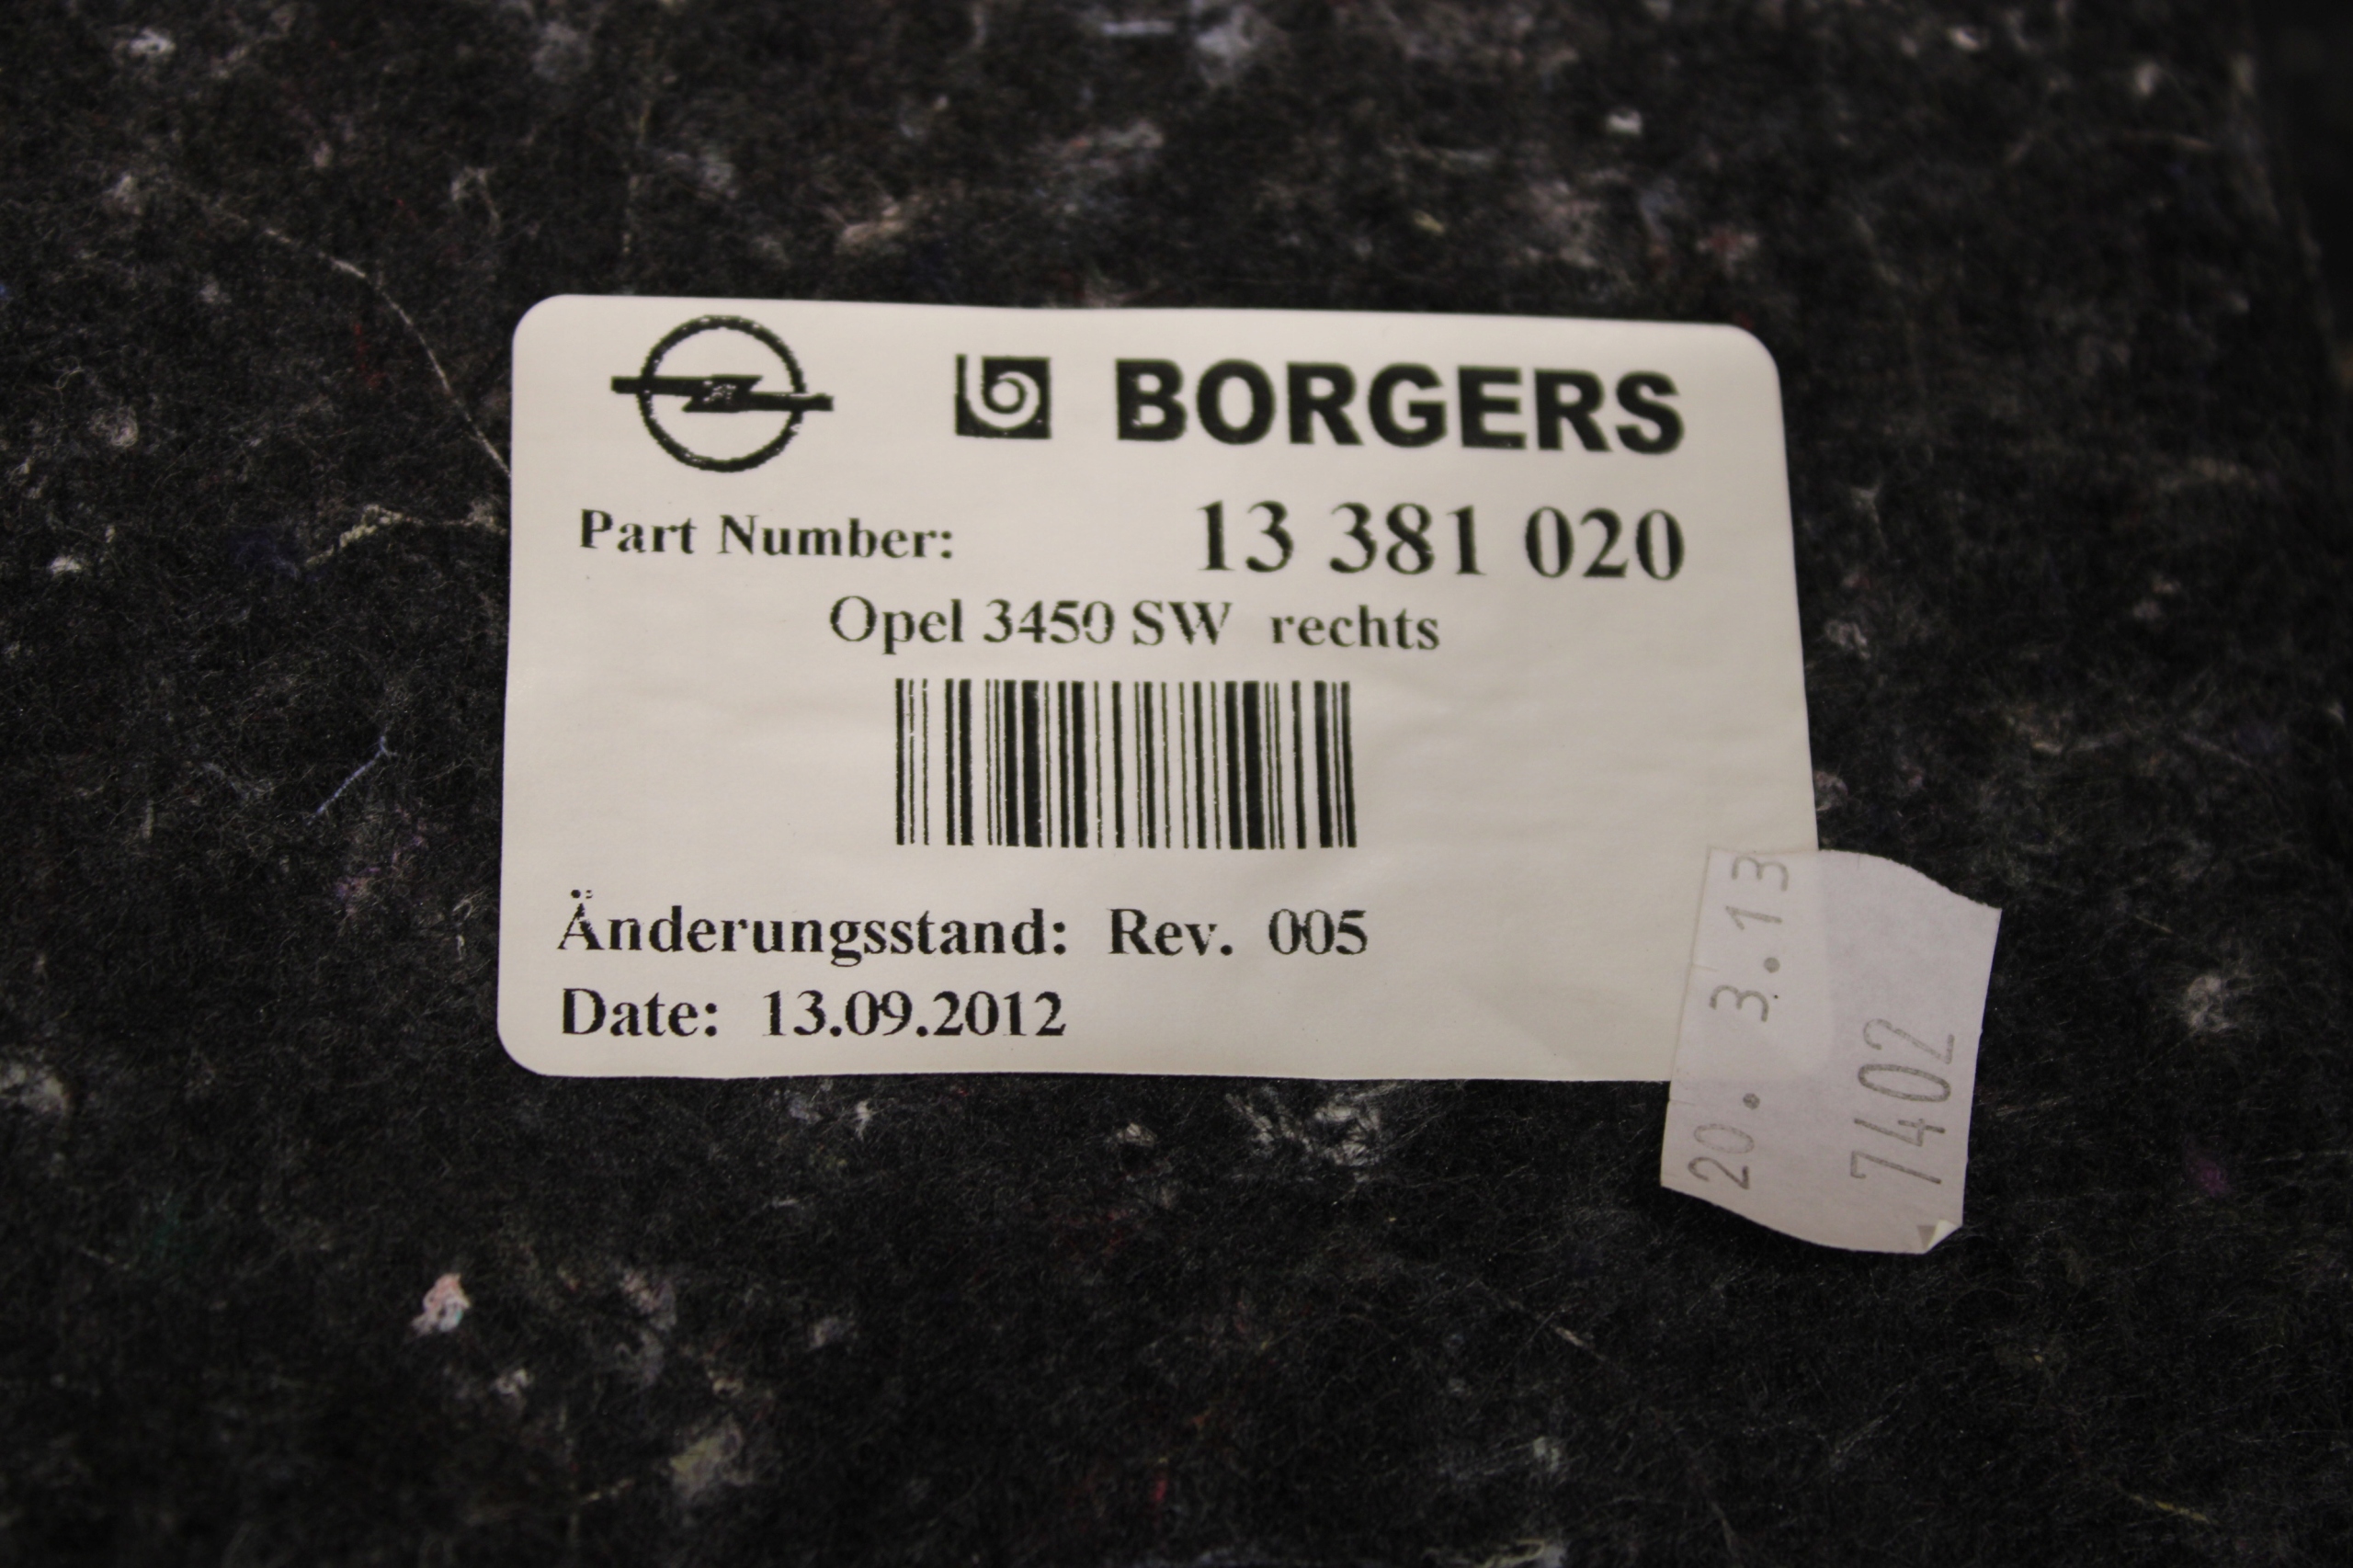 BORGERS
Part Number: 13 381 020
Opel 3450 SW rechts
Änderungsstand: Rev. 005
Date: 13.09.2012
20. 3.13
7402